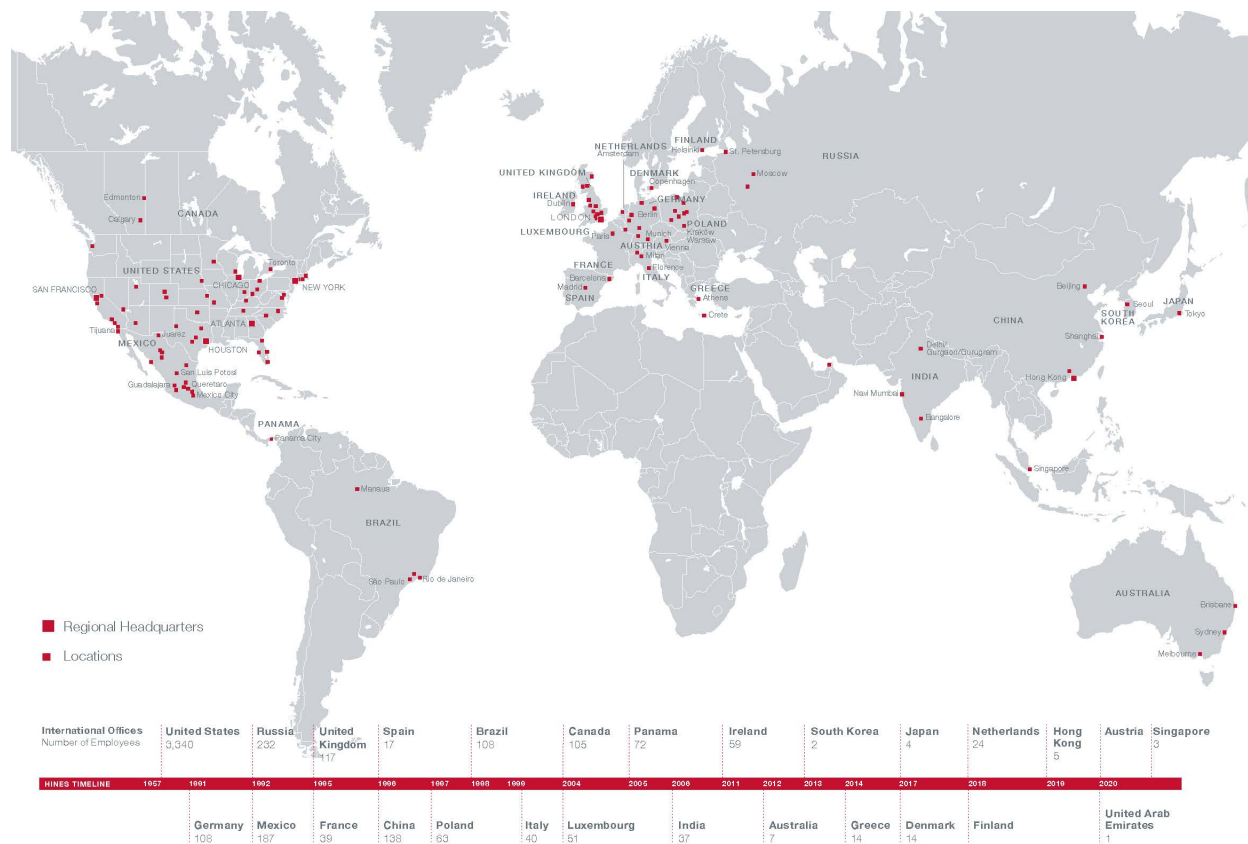 FINLAND
NETHERLANDS
Helsinki
Amsterdam
St. Petersburg
RUSSIA
UNITED KINGDOM
DENMARK
Moscow
Copenhagen
IRELAND
GERMANY
Dublin
LONDON
Berlin
POLAND
LUXEMBOURG
Paris
Munich
Kraków
Warsaw
AUSTRIA
Vienna
Milan
FRANCE
Florence
Barcelona
ITALY
Madrid
SPAIN
GREECE
Athens
Crete
Edmonton
CANADA
Calgary
Toronto
UNITED STATES
CHICAGO
NEW YORK
SAN FRANCISCO
ATLANTA
Tijuana
Juarez
MEXICO
HOUSTON
San Luis Potosí
Guadalajara
Queretaro
Mexico City
PANAMA
Panama City
Manaus
BRAZIL
São Paulo
Rio de Janeiro
Beijing
Seoul
JAPAN
SOUTH
KOREA
Tokyo
CHINA
Shanghai
Delhi/
Gurgaon/Gurugram
INDIA
Hong Kong
Navi Mumbai
Bangalore
Singapore
AUSTRALIA
Brisbane
Sydney
Melbourne
Regional Headquarters
Locations
International Offices
Number of Employees
United States
3,340
Russia
232
United
Kingdom
117
Spain
17
Brazil
108
Canada
105
Panama
72
Ireland
59
South Korea
2
Japan
4
Netherlands
24
Hong
Kong
5
Austria
Singapore
3
HINES TIMELINE 1957 1991 1992 1995 1996 1997 1998 1999 2004 2005 2006 2011 2012 2013 2014 2017 2018 2019 2020
Germany
108
Mexico
187
France
39
China
138
Poland
63
Italy
40
Luxembourg
51
India
37
Australia
7
Greece
14
Denmark
14
Finland
United Arab
Emirates
1